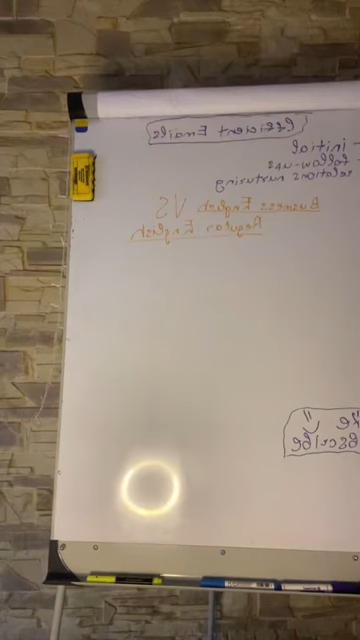 Efficient Emails
- initial
follow-ups
relations nurturing
Business English VS
Regular English